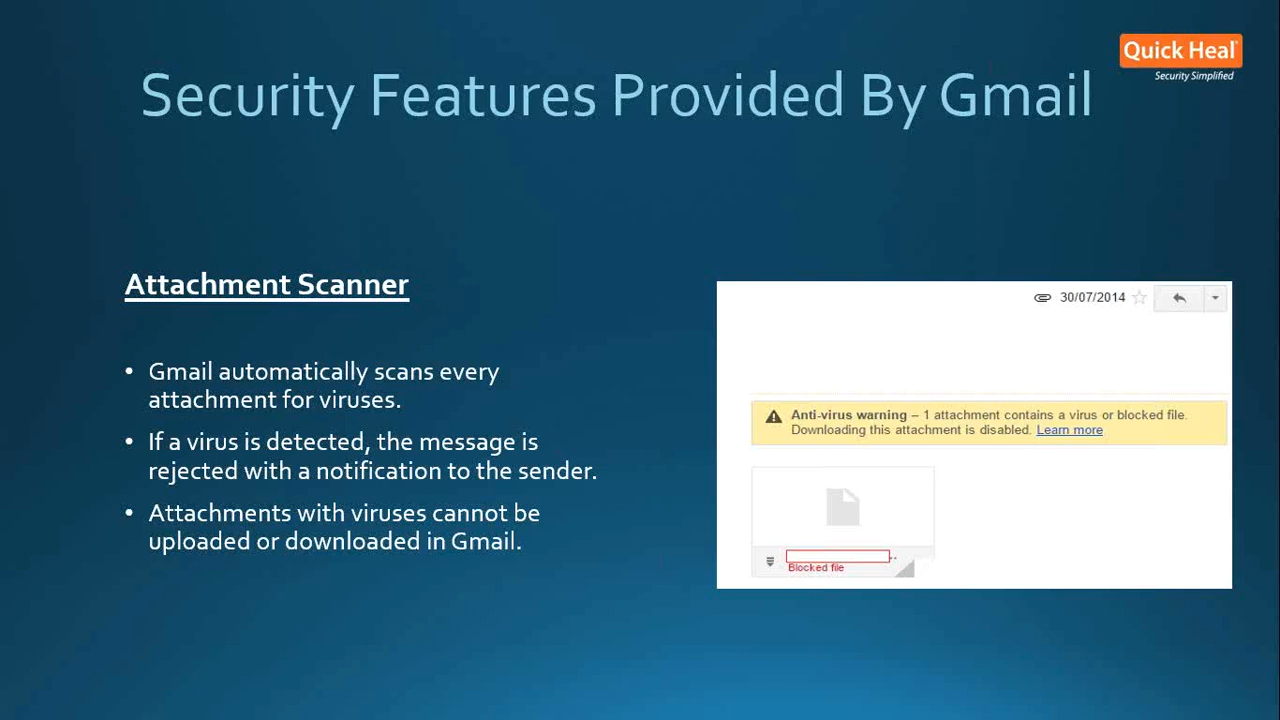 Quick Heal
Security Simplified
Security Features Provided By Gmail
Attachment Scanner
• Gmail automatically scans every
attachment for viruses.
• If a virus is detected, the message is
rejected with a notification to the sender.
• Attachments with viruses cannot be
uploaded or downloaded in Gmail.
30/07/2014
Anti-virus warning – 1 attachment contains a virus or blocked file.
Downloading this attachment is disabled. Learn more
Blocked file